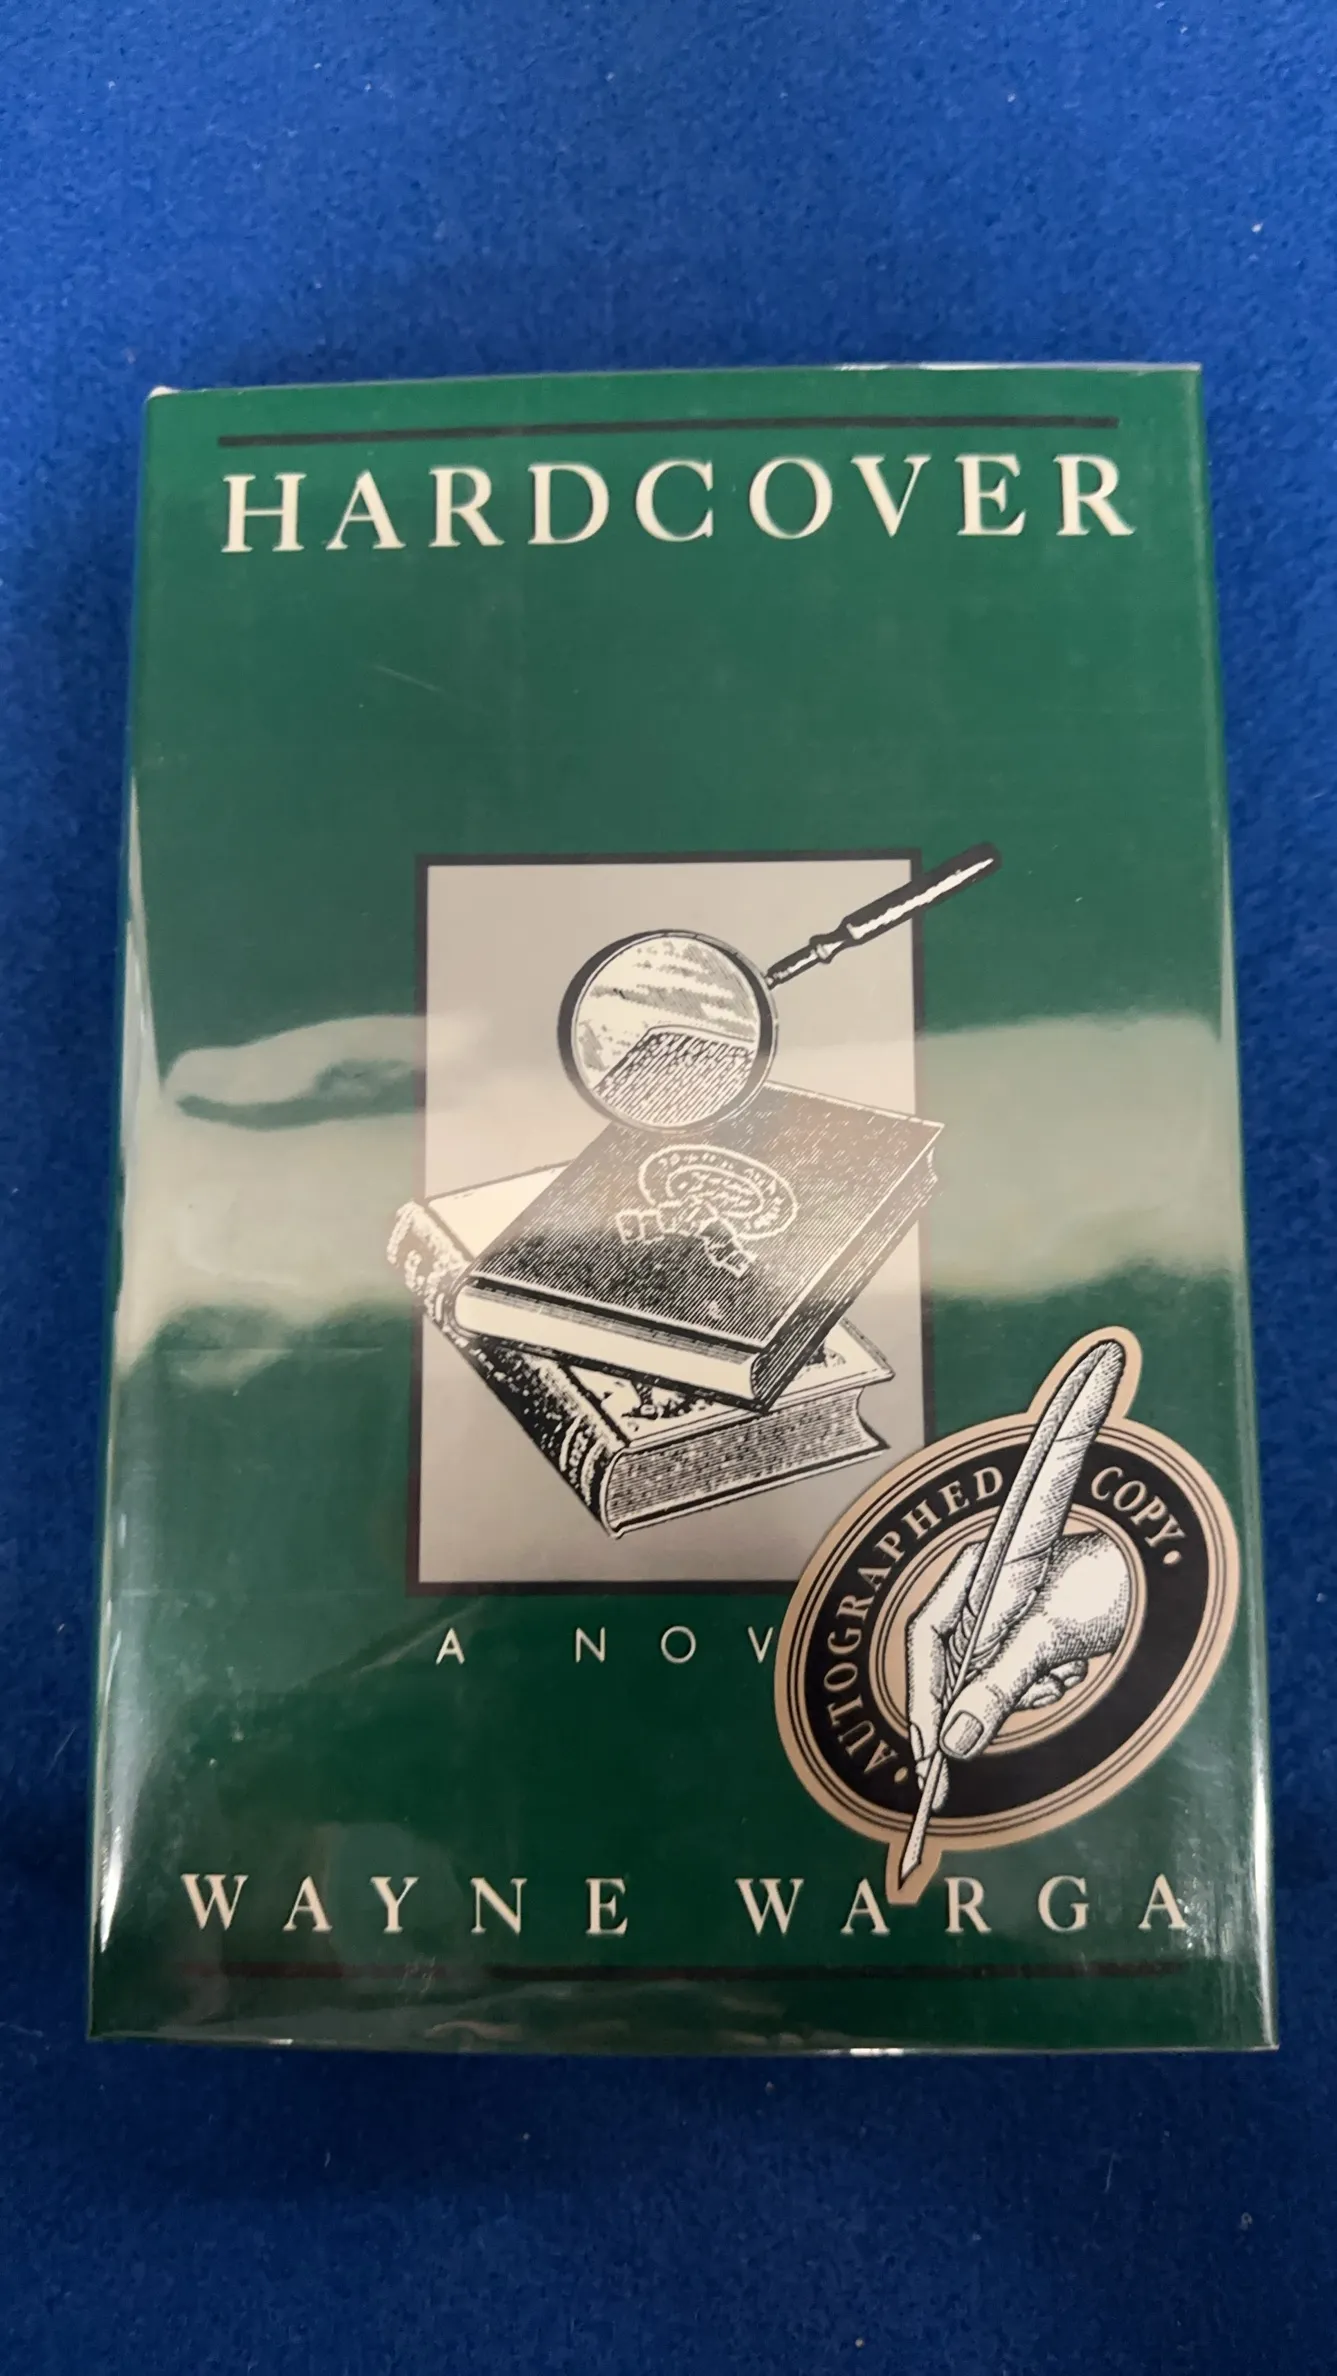 HARDCOVER
A NOV
• AUTOGRAPHED COPY •
WAYNE WARGA